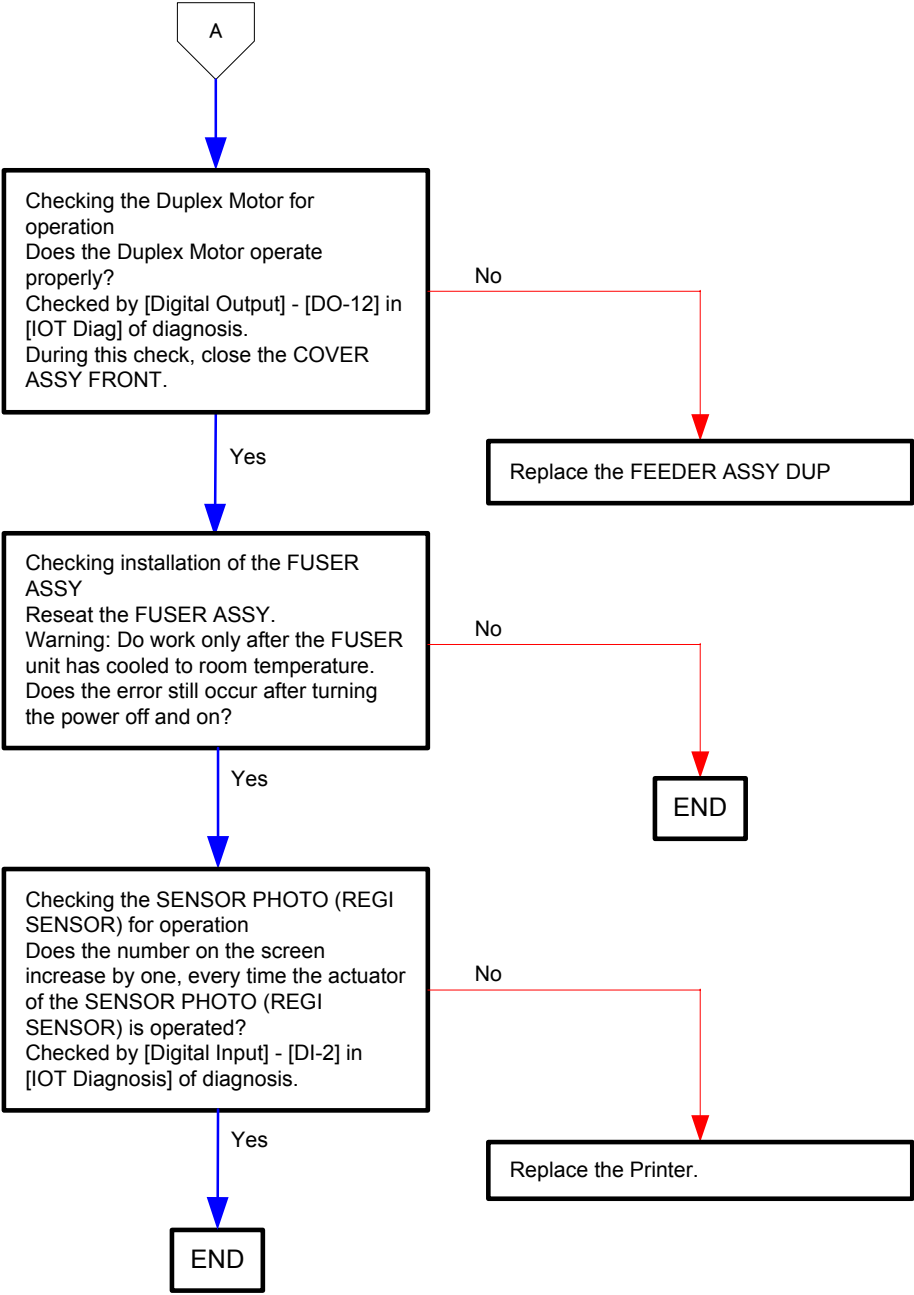 A
Checking the Duplex Motor for
operation
Does the Duplex Motor operate
properly?
Checked by [Digital Output] - [DO-12] in
[IOT Diag] of diagnosis.
During this check, close the COVER
ASSY FRONT.
No
Yes
Replace the FEEDER ASSY DUP
Checking installation of the FUSER
ASSY
Reseat the FUSER ASSY.
Warning: Do work only after the FUSER
unit has cooled to room temperature.
Does the error still occur after turning
the power off and on?
No
Yes
END
Checking the SENSOR PHOTO (REGI
SENSOR) for operation
Does the number on the screen
increase by one, every time the actuator
of the SENSOR PHOTO (REGI
SENSOR) is operated?
Checked by [Digital Input] - [DI-2] in
[IOT Diagnosis] of diagnosis.
No
Yes
Replace the Printer.
END